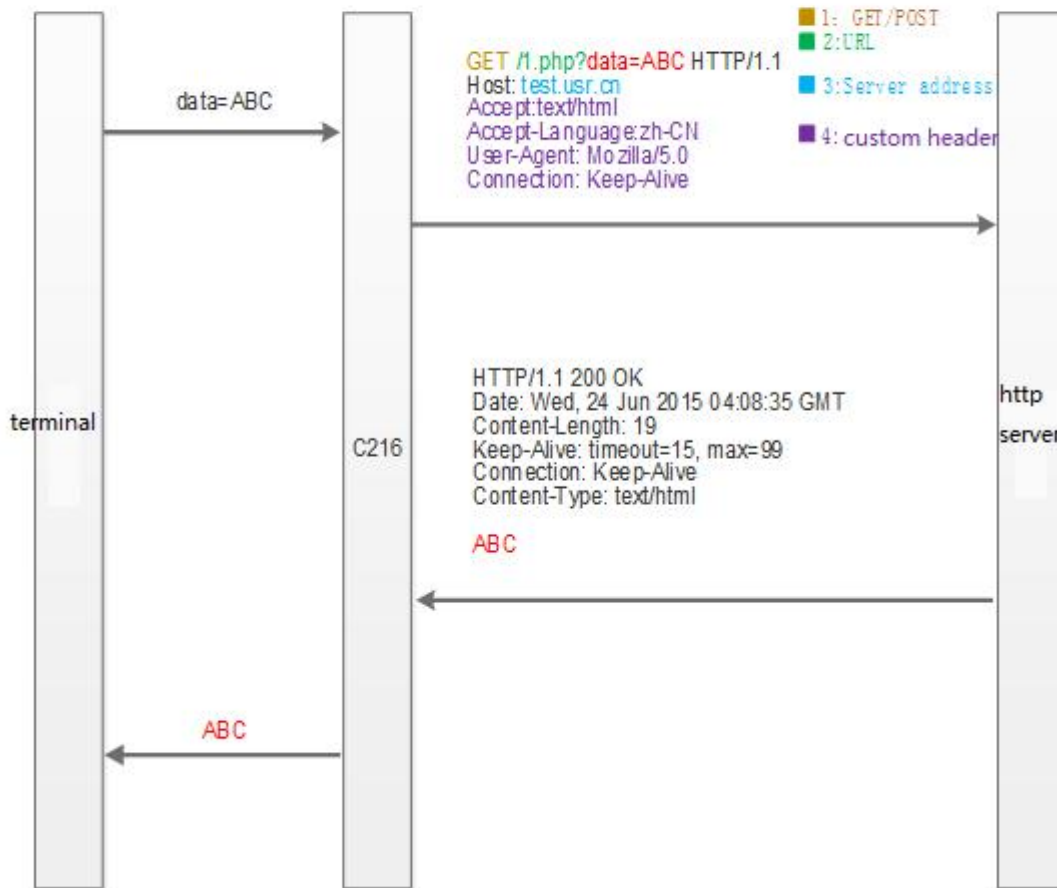 1: GET/POST
2:URL
3:Server address
4: custom header
data=ABC
GET /1.php?data=ABC HTTP/1.1
Host: test.usr.cn
Accept:text/html
Accept-Language:zh-CN
User-Agent: Mozilla/5.0
Connection: Keep-Alive
terminal
C216
http
server
HTTP/1.1 200 OK
Date: Wed, 24 Jun 2015 04:08:35 GMT
Content-Length: 19
Keep-Alive: timeout=15, max=99
Connection: Keep-Alive
Content-Type: text/html
ABC
ABC